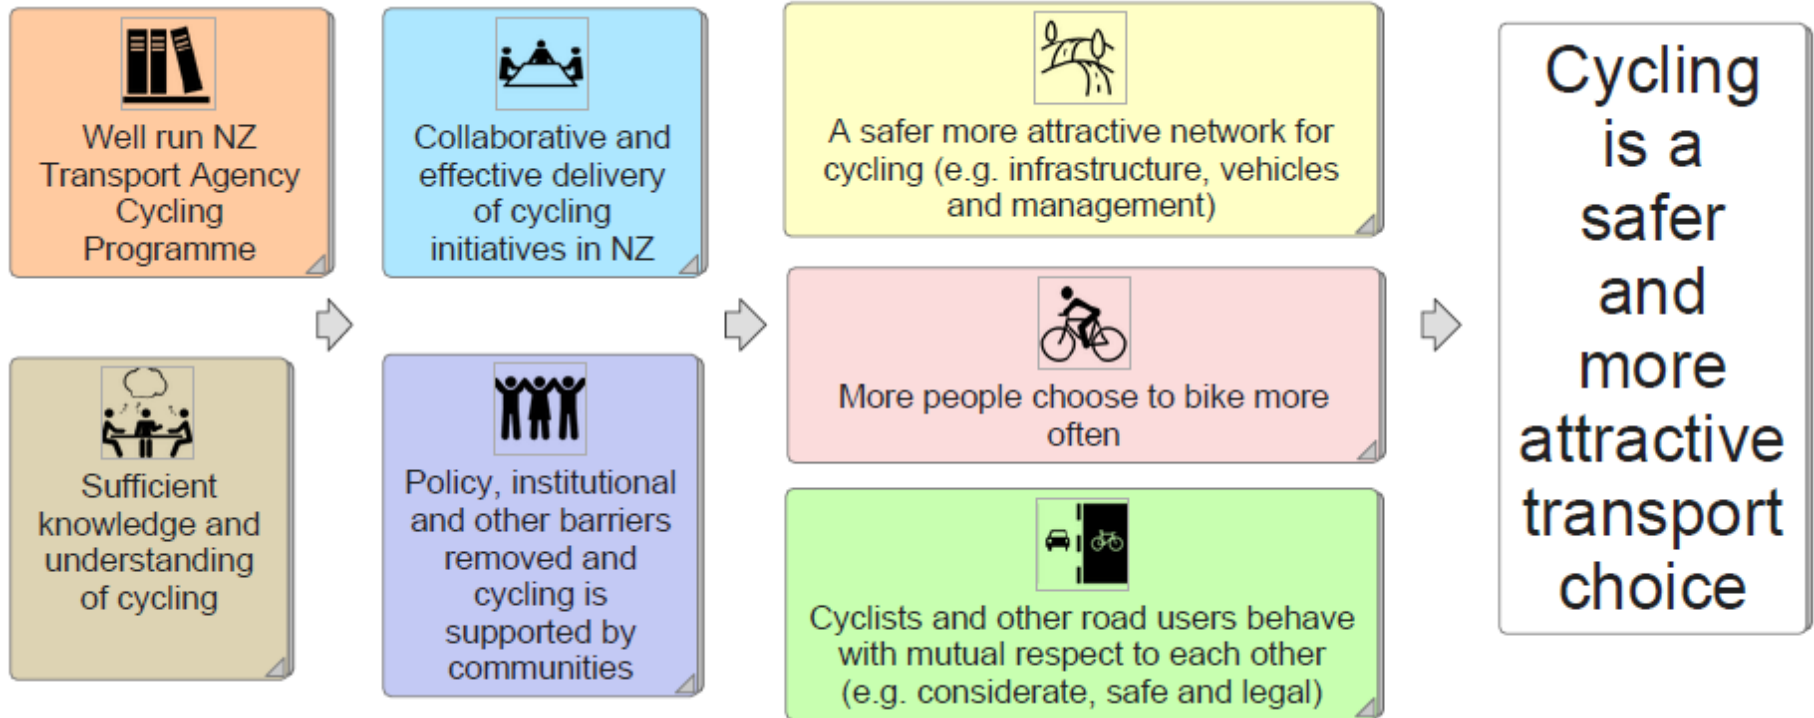 Well run NZ
Transport Agency
Cycling
Programme
Sufficient
knowledge and
understanding
of cycling
Collaborative and
effective delivery
of cycling
initiatives in NZ
Policy, institutional
and other barriers
removed and
cycling is
supported by
communities
A safer more attractive network for
cycling (e.g. infrastructure, vehicles
and management)
More people choose to bike more
often
Cyclists and other road users behave
with mutual respect to each other
(e.g. considerate, safe and legal)
Cycling
is a
safer
and
more
attractive
transport
choice